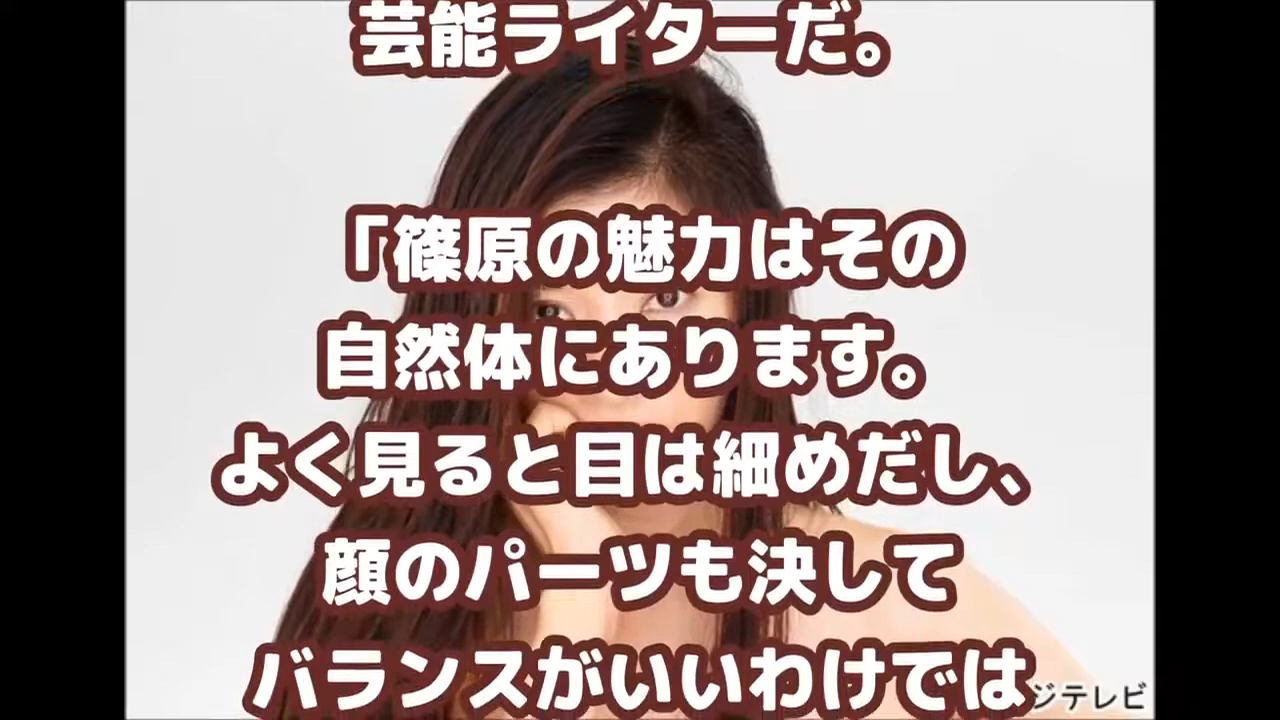 芸能ライターだ。
「篠原の魅力はその
自然体にあります。
よく見ると目は細めだし、
顔のパーツも決して
バランスがいいわけでは
ジテレビ